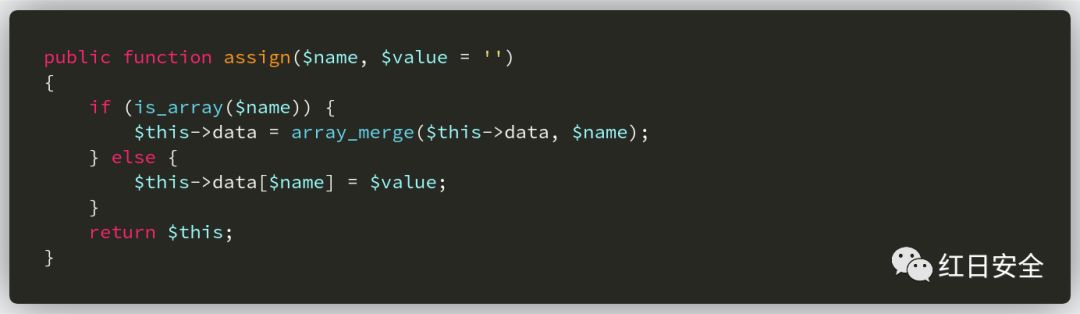 public function assign($name, $value = '')
{
    if (is_array($name)) {
        $this->data = array_merge($this->data, $name);
    } else {
        $this->data[$name] = $value;
    }
    return $this;
}
红日安全